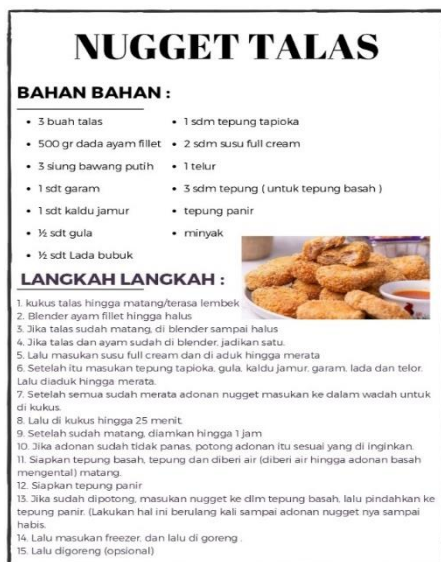 NUGGET TALAS
BAHAN BAHAN :
• 3 buah talas
• 500 gr dada ayam fillet
• 3 siung bawang putih
• 1 sdt garam
• 1 sdt kaldu jamur
• ½ sdt gula
• ½ sdt Lada bubuk
• 1 sdm tepung tapioka
• 2 sdm susu full cream
• 1 telur
• 3 sdm tepung ( untuk tepung basah )
• tepung panir
• minyak
LANGKAH LANGKAH :
1. kukus talas hingga matang/terasa lembek
2. Blender ayam fillet hingga halus
3. Jika talas sudah matang, di blender sampai halus
4. Jika talas dan ayam sudah di blender, jadikan satu.
5. Lalu masukan susu full cream dan di aduk hingga merata
6. Setelah itu masukan tepung tapioka, gula, kaldu jamur, garam, lada dan telor.
Lalu diaduk hingga merata.
7. Setelah semua sudah merata adonan nugget masukan ke dalam wadah untuk
di kukus.
8. Lalu di kukus hingga 25 menit.
9. Setelah sudah matang, diamkan hingga 1 jam
10. Jika adonan sudah tidak panas, potong adonan itu sesuai yang di inginkan.
11. Siapkan tepung basah, tepung dan diberi air (diberi air hingga adonan basah
mengental) matang.
12. Siapkan tepung panir
13. Jika sudah dipotong, masukan nugget ke dlm tepung basah, lalu pindahkan ke
tepung panir. (Lakukan hal ini berulang kali sampai adonan nugget nya sampai
habis.
14. Lalu masukan freezer, dan lalu di goreng .
15. Lalu digoreng (opsional)